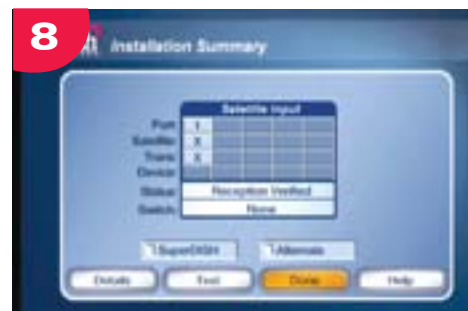 8
Installation Summary
Satellite Input
Port 1
Satellite X
Trans X
Device
Status Reception Verified
Switch None
SuperDISH Alternate
Details Test Done Help